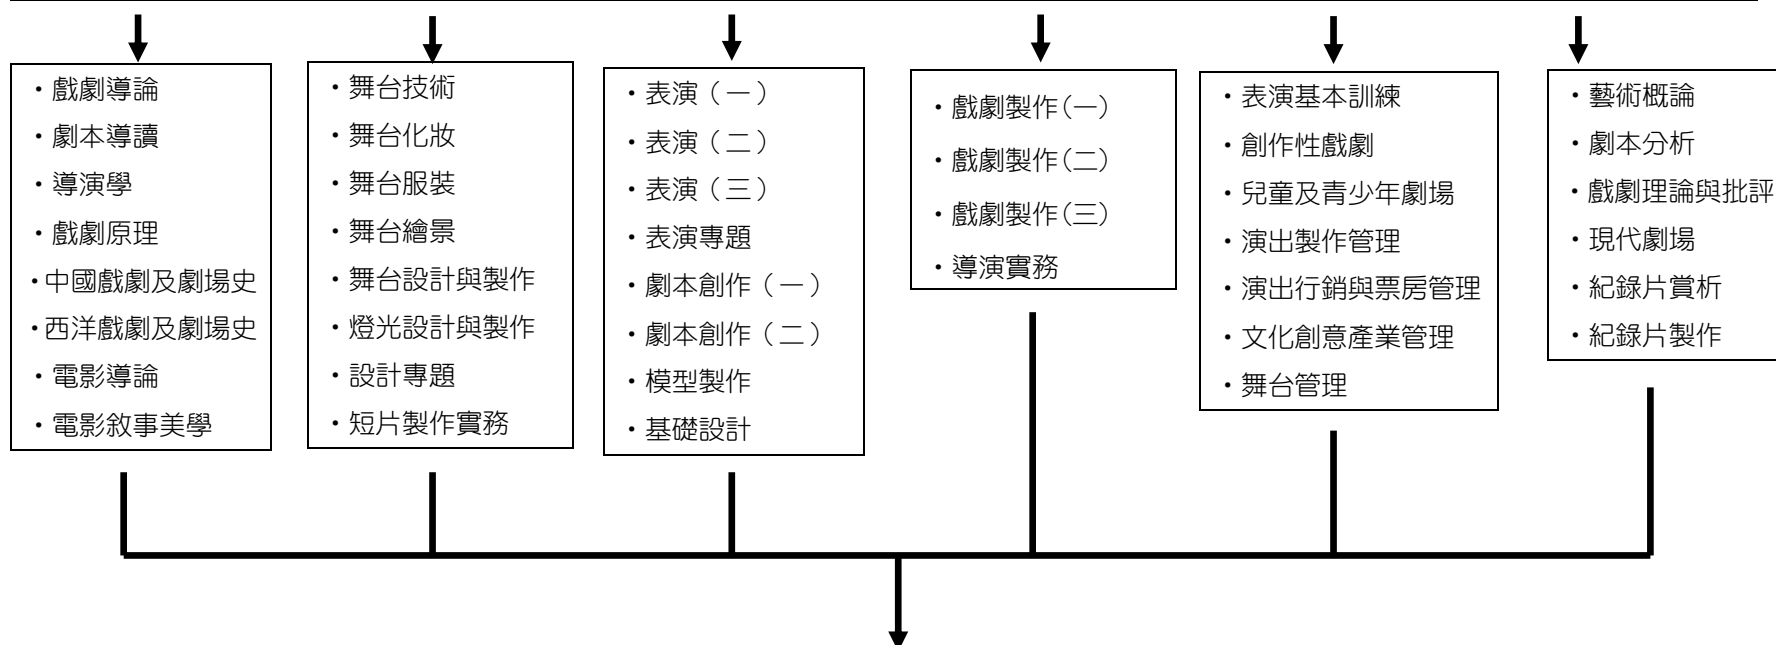 ・戲劇導論
・劇本導讀
・導演學
・戲劇原理
・中國戲劇及劇場史
・西洋戲劇及劇場史
・電影導論
・電影敘事美學
・舞台技術
・舞台化妝
・舞台服裝
・舞台繪景
・舞台設計與製作
・燈光設計與製作
・設計專題
・短片製作實務
・表演（一）
・表演（二）
・表演（三）
・表演專題
・劇本創作（一）
・劇本創作（二）
・模型製作
・基礎設計
・戲劇製作(一)
・戲劇製作(二)
・戲劇製作(三)
・導演實務
・表演基本訓練
・創作性戲劇
・兒童及青少年劇場
・演出製作管理
・演出行銷與票房管理
・文化創意產業管理
・舞台管理
・藝術概論
・劇本分析
・戲劇理論與批評
・現代劇場
・紀錄片賞析
・紀錄片製作